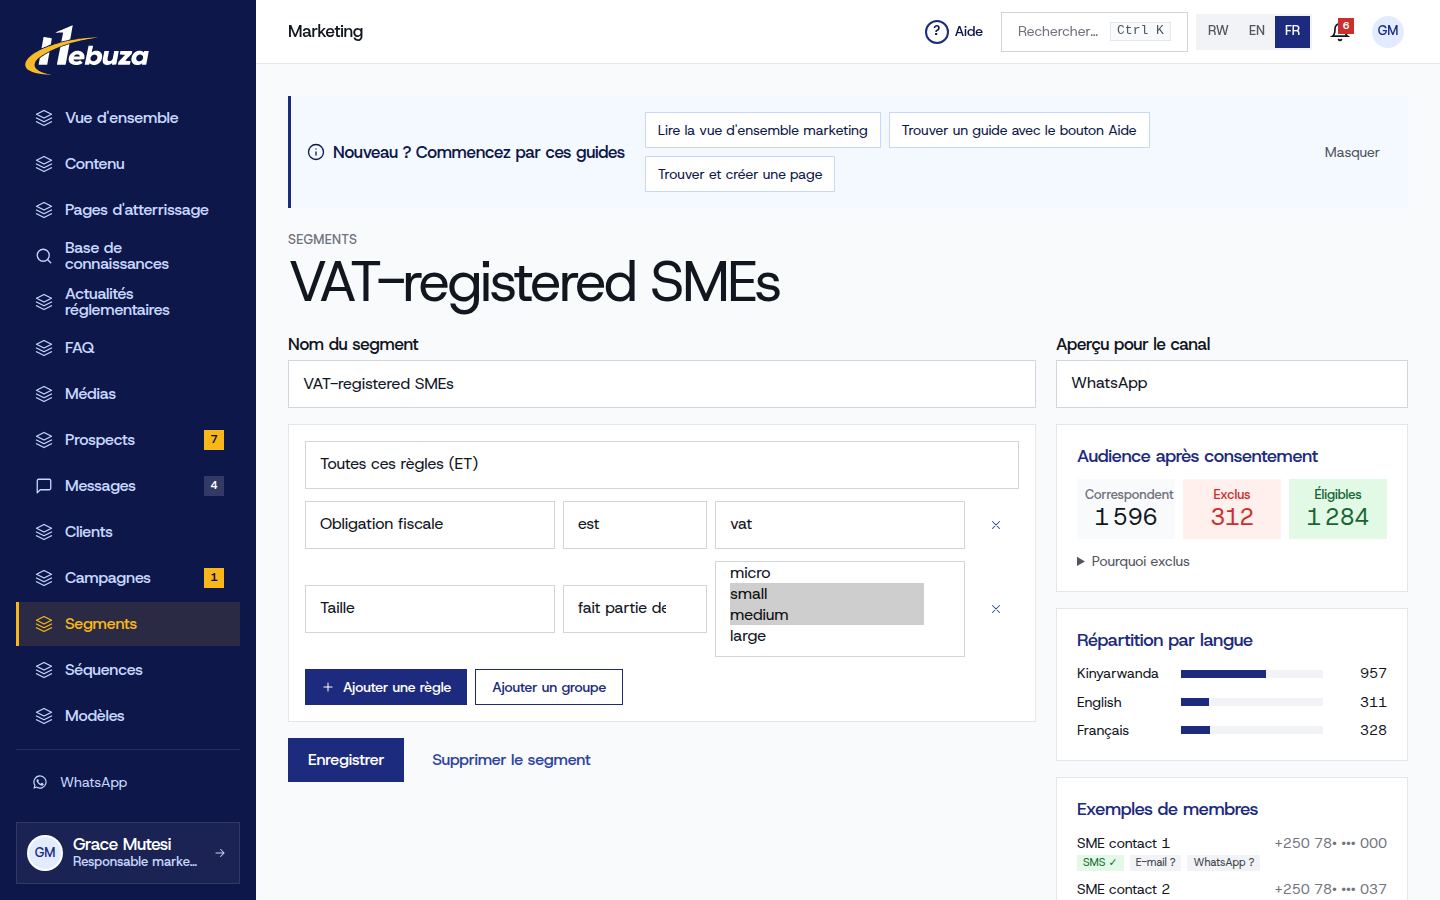 Hebuza
Vue d'ensemble
Contenu
Pages d'atterrissage
Base de
connaissances
Actualités
réglementaires
FAQ
Médias
Prospects 7
Messages 4
Clients
Campagnes 1
Segments
Séquences
Modèles
WhatsApp
GM
Grace Mutesi
Responsable marke…
Marketing
? Aide
Rechercher… Ctrl K
RW EN FR
6
GM
Nouveau ? Commencez par ces guides
Lire la vue d'ensemble marketing
Trouver un guide avec le bouton Aide
Trouver et créer une page
Masquer
SEGMENTS
VAT-registered SMEs
Nom du segment
VAT-registered SMEs
Toutes ces règles (ET)
Obligation fiscale est vat
Taille fait partie de
micro
small
medium
large
Ajouter une règle
Ajouter un groupe
Enregistrer
Supprimer le segment
Aperçu pour le canal
WhatsApp
Audience après consentement
Correspondent Exclus Éligibles
1 596 312 1 284
Pourquoi exclus
Répartition par langue
Kinyarwanda 957
English 311
Français 328
Exemples de membres
SME contact 1 +250 78• ••• 000
SMS ✓ E-mail ? WhatsApp ?
SME contact 2 +250 78• ••• 037